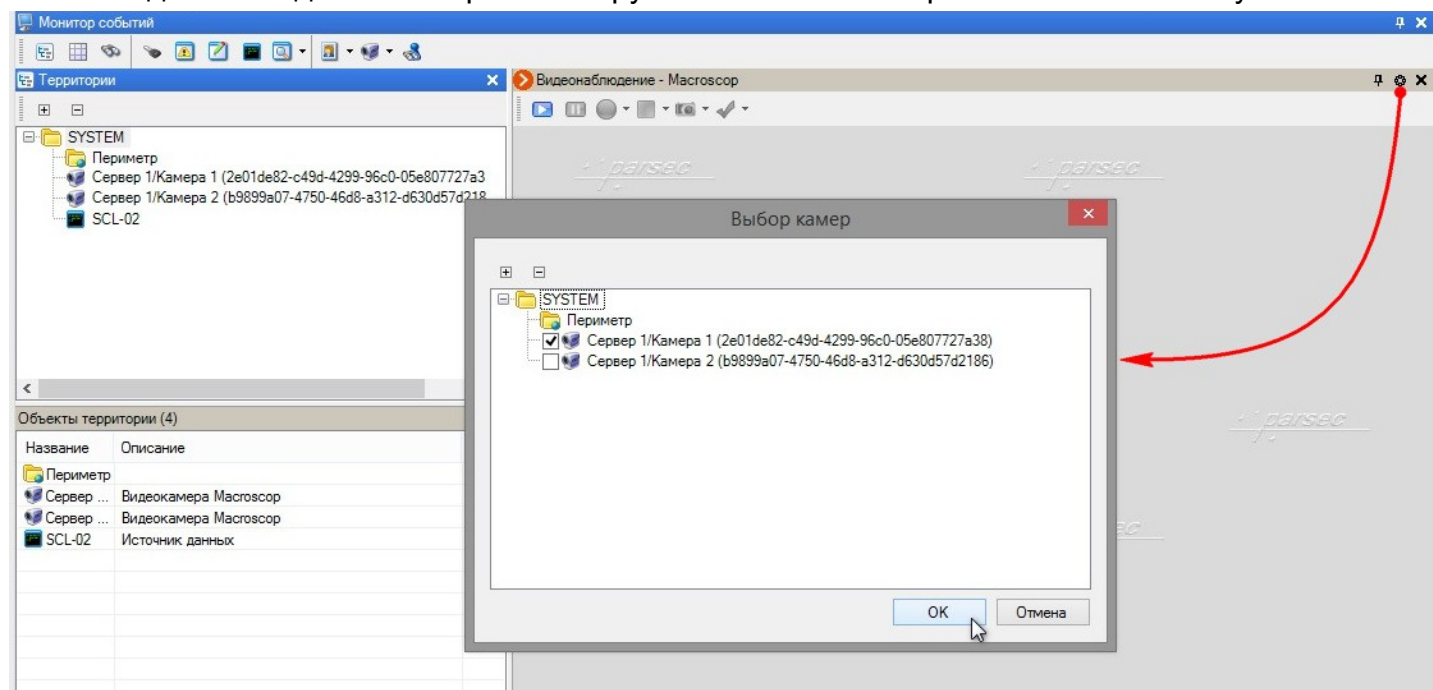 Монитор событий
Территории
Видеонаблюдение - Macroscop
SYSTEM
Периметр
Сервер 1/Камера 1 (2e01de82-c49d-4299-96c0-05e807727a3
Сервер 1/Камера 2 (b9899a07-4750-46d8-a312-d630d57d218
SCL-02
parsec
parsec
Выбор камер
SYSTEM
Периметр
Сервер 1/Камера 1 (2e01de82-c49d-4299-96c0-05e807727a38)
Сервер 1/Камера 2 (b9899a07-4750-46d8-a312-d630d57d2186)
parsec
OK
Отмена
Объекты территории (4)
Название Описание
Периметр
Сервер ... Видеокамера Macroscop
Сервер ... Видеокамера Macroscop
SCL-02 Источник данных